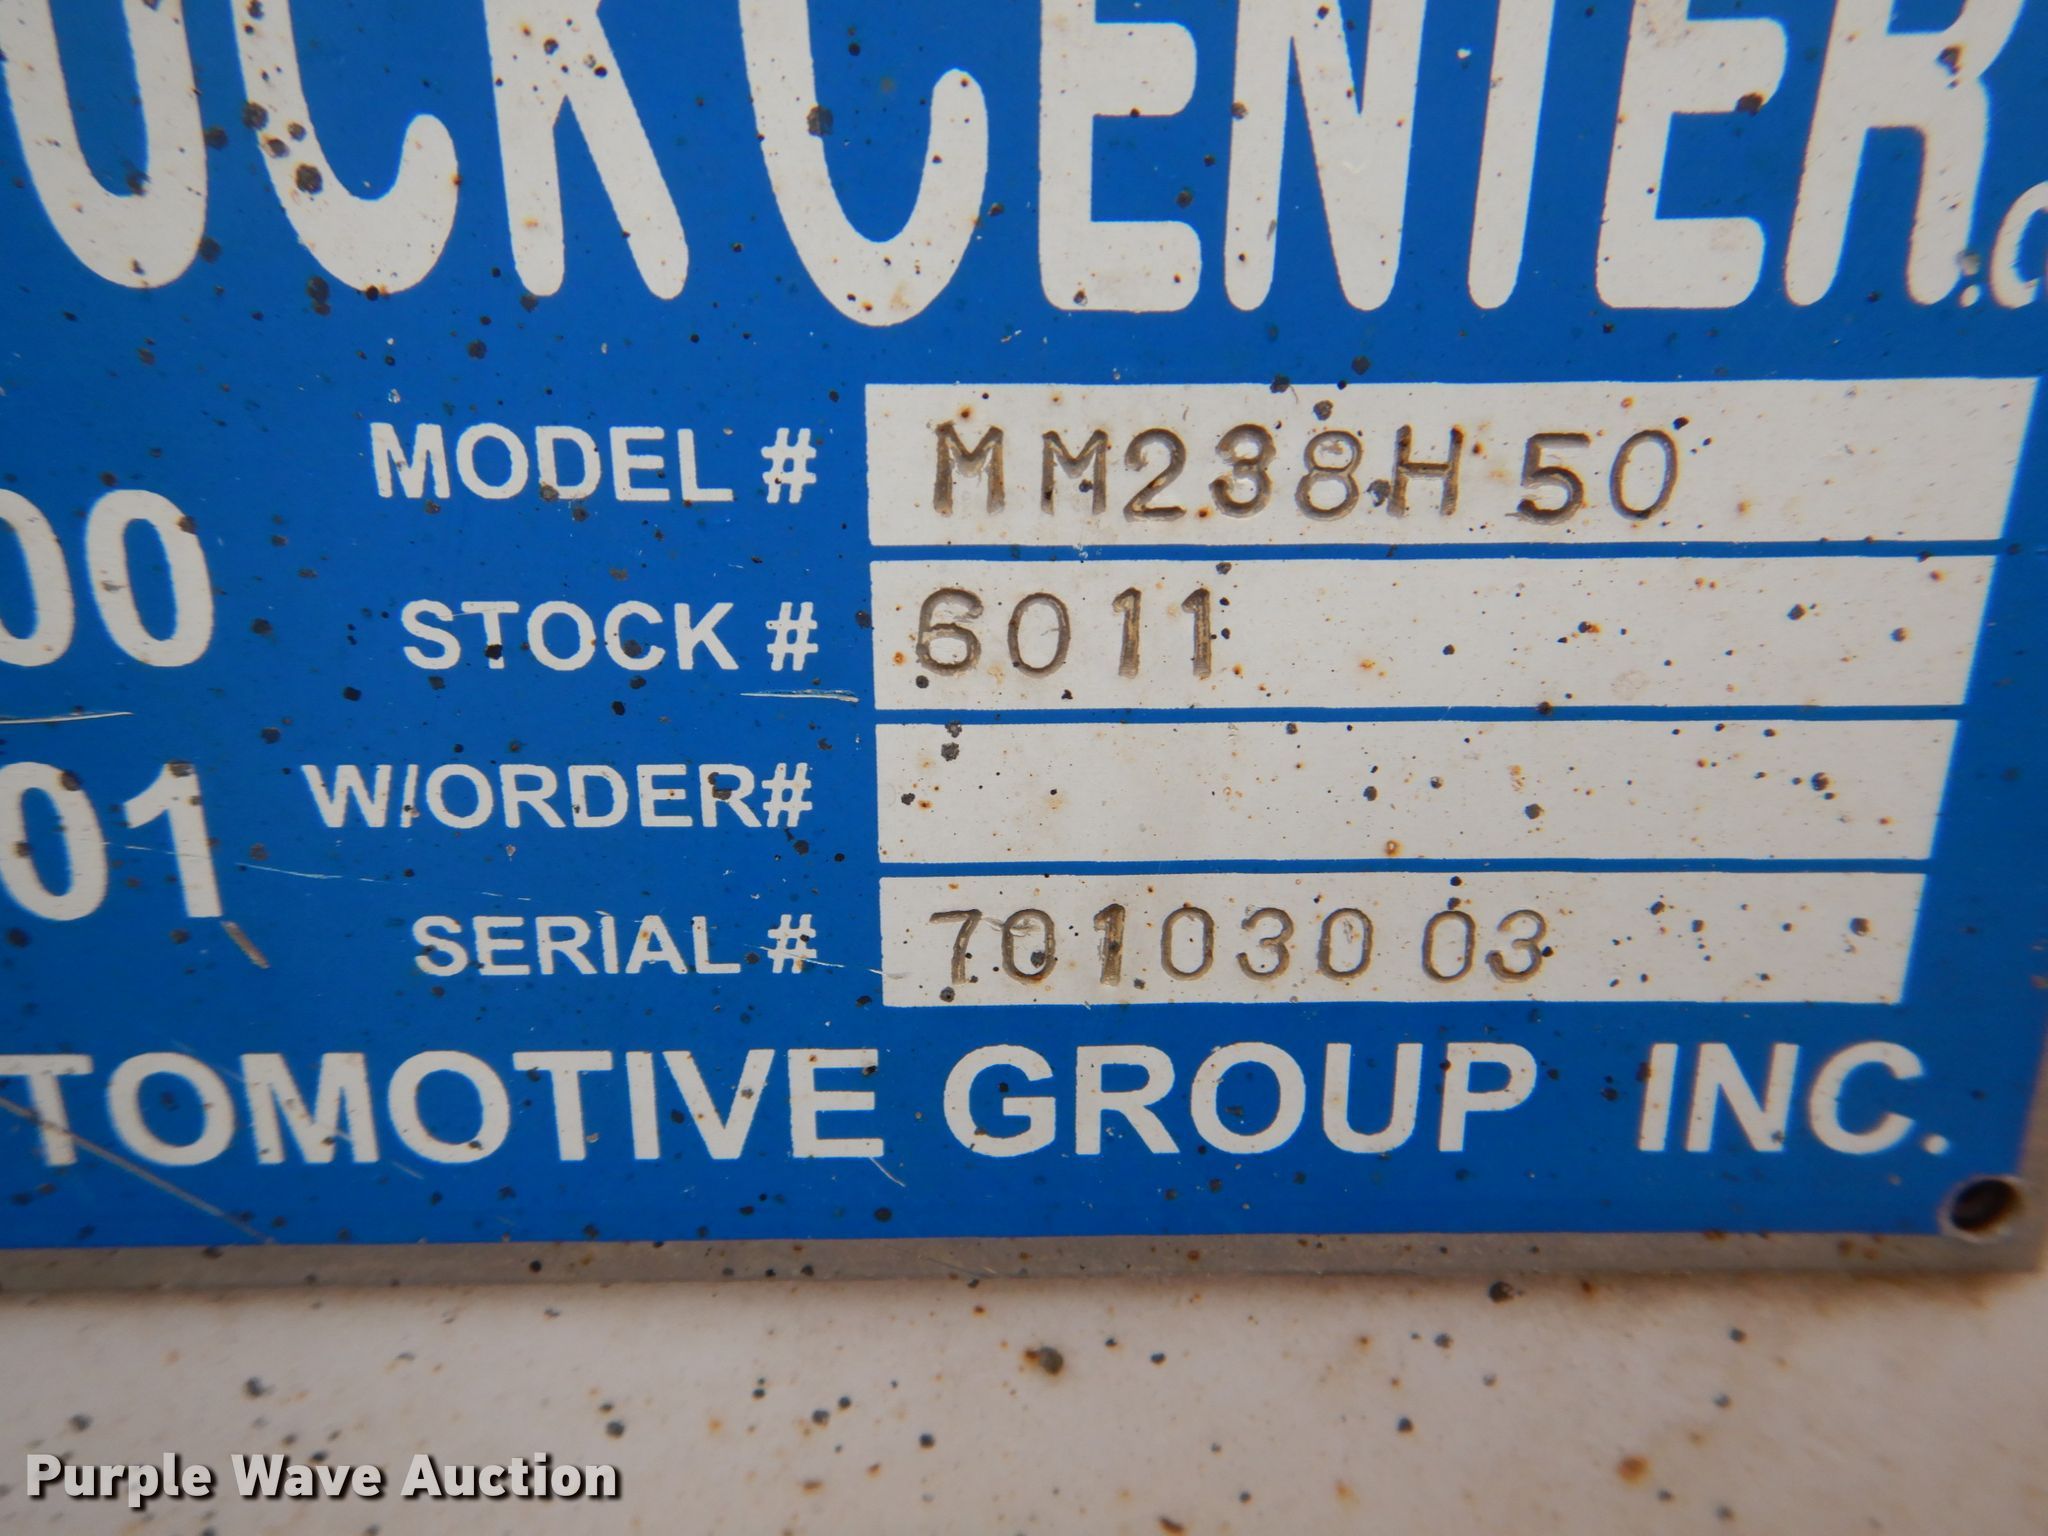 UCKCENTER.C
MODEL # MM238H50
00
STOCK # 6011
W/ORDER#
01
SERIAL # 70103003
TOMOTIVE GROUP INC.
Purple Wave Auction